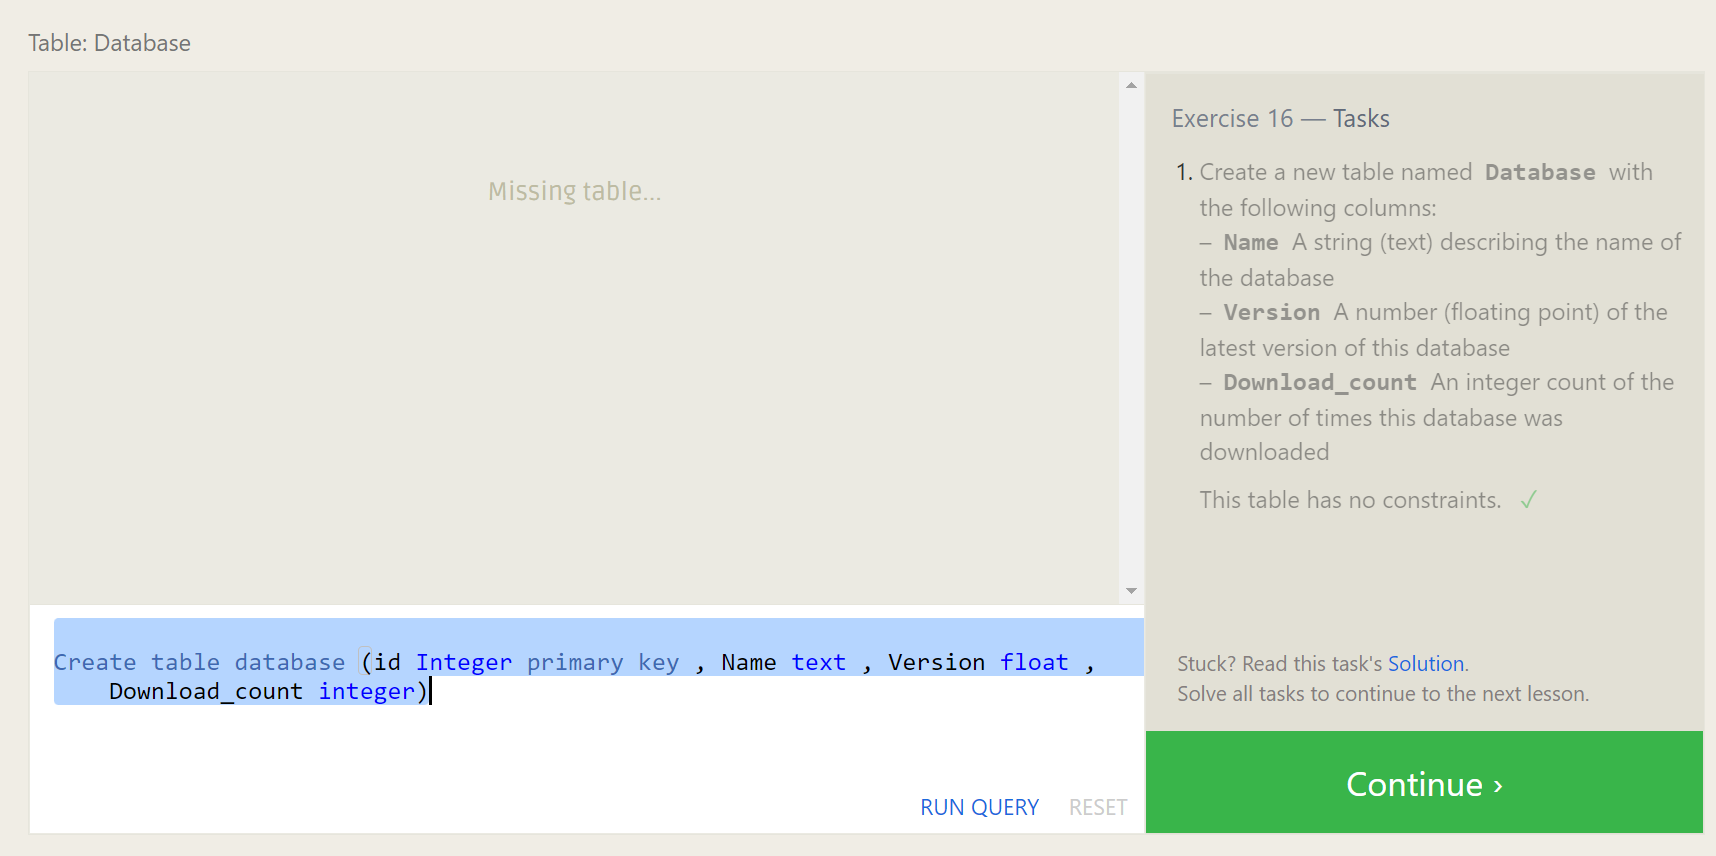 Table: Database
Missing table...
Create table database (id Integer primary key , Name text , Version float ,
Download_count integer)
RUN QUERY RESET
Exercise 16 — Tasks
1. Create a new table named Database with
the following columns:
– Name A string (text) describing the name of
the database
– Version A number (floating point) of the
latest version of this database
– Download_count An integer count of the
number of times this database was
downloaded
This table has no constraints. ✓
Stuck? Read this task's Solution.
Solve all tasks to continue to the next lesson.
Continue ›